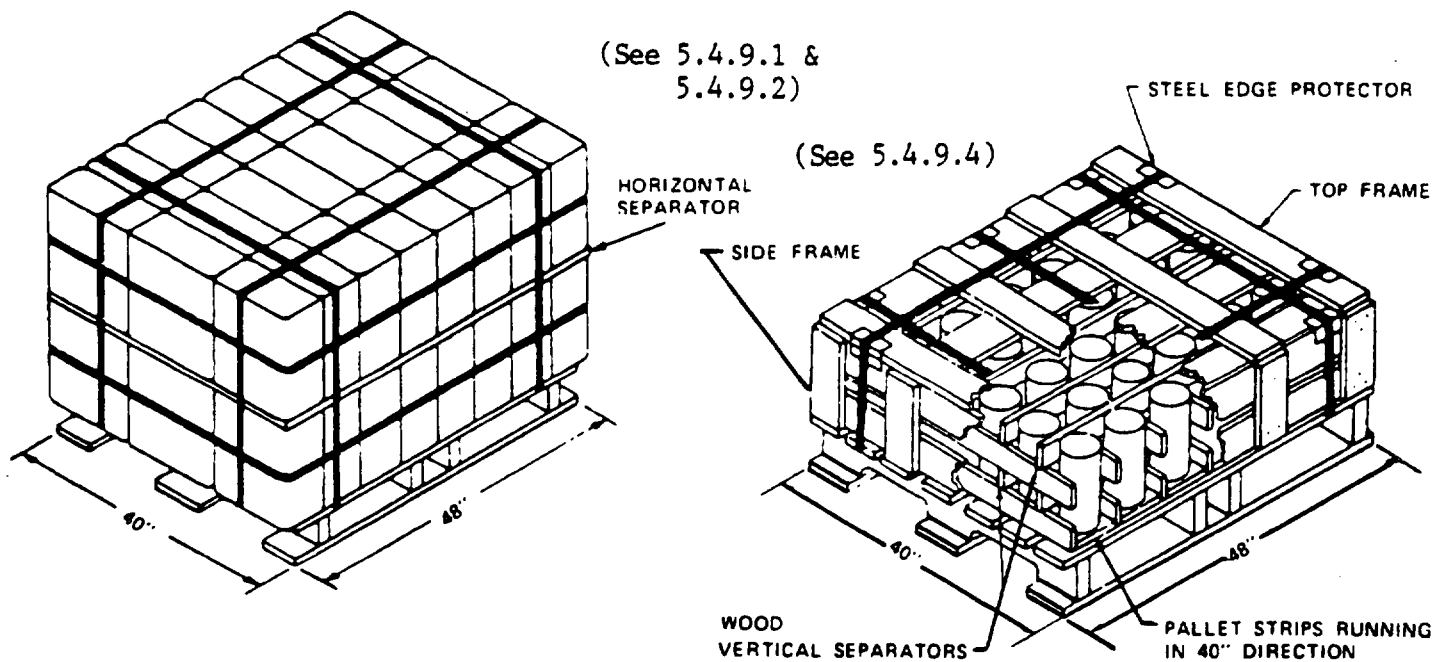 (See 5.4.9.1 &
5.4.9.2)
STEEL EDGE PROTECTOR
(See 5.4.9.4)
HORIZONTAL
SEPARATOR
TOP FRAME
SIDE FRAME
40"
48"
40"
48"
WOOD
VERTICAL SEPARATORS
PALLET STRIPS RUNNING
IN 40" DIRECTION